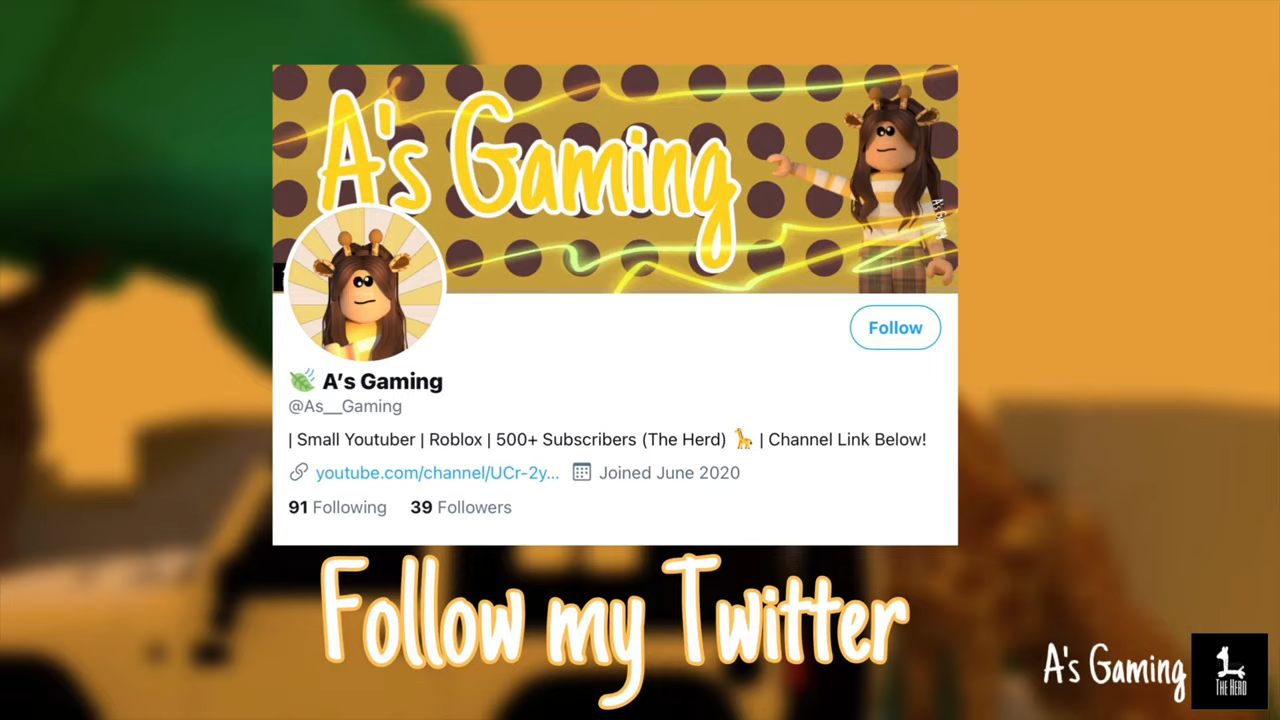 A's Gaming
A's Gaming
Follow
A's Gaming
@As__Gaming
| Small Youtuber | Roblox | 500+ Subscribers (The Herd) 🦒 | Channel Link Below!
youtube.com/channel/UCr-2y... Joined June 2020
91 Following 39 Followers
Follow my Twitter
A's Gaming
THE HERD